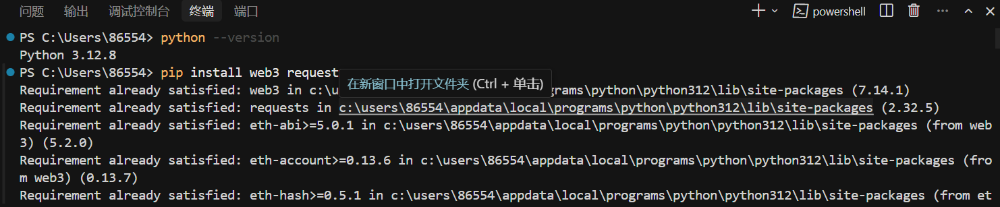 问题 输出 调试控制台 终端 端口 powershell
PS C:\Users\86554> python --version
Python 3.12.8
PS C:\Users\86554> pip install web3 request
在新窗口中打开文件夹 (Ctrl + 单击)
Requirement already satisfied: web3 in c:\u rograms\python\python312\lib\site-packages (7.14.1)
Requirement already satisfied: requests in c:\users\86554\appdata\local\programs\python\python312\lib\site-packages (2.32.5)
Requirement already satisfied: eth-abi>=5.0.1 in c:\users\86554\appdata\local\programs\python\python312\lib\site-packages (from web
3) (5.2.0)
Requirement already satisfied: eth-account>=0.13.6 in c:\users\86554\appdata\local\programs\python\python312\lib\site-packages (fro
m web3) (0.13.7)
Requirement already satisfied: eth-hash>=0.5.1 in c:\users\86554\appdata\local\programs\python\python312\lib\site-packages (from et